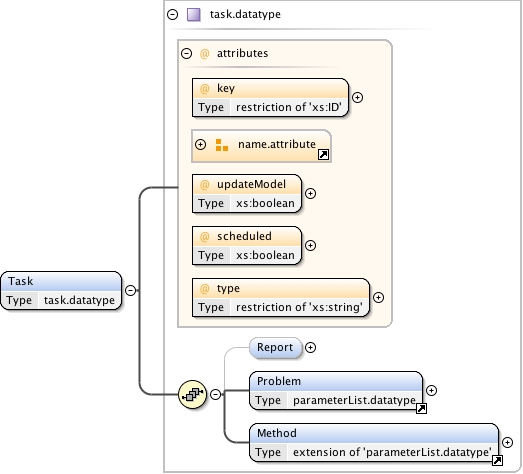 task.datatype
@ attributes
@ key
Type restriction of 'xs:ID'
name.attribute
@ updateModel
Type xs:boolean
@ scheduled
Type xs:boolean
@ type
Type restriction of 'xs:string'
Task
Type task.datatype
Report
Problem
Type parameterList.datatype
Method
Type extension of 'parameterList.datatype'